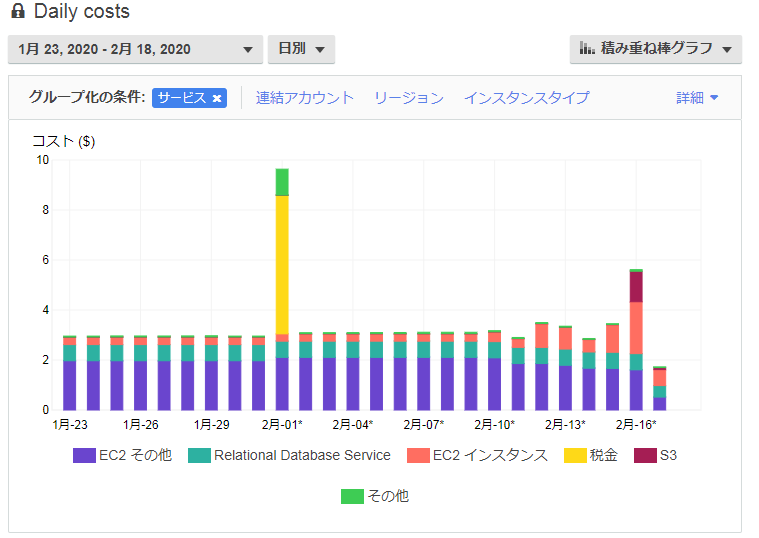 Daily costs
1月 23, 2020 - 2月 18, 2020 日別 積み重ね棒グラフ
グループ化の条件: サービス × 連結アカウント リージョン インスタンスタイプ 詳細
コスト ($)
10
8
6
4
2
0
1月-23 1月-26 1月-29 2月-01* 2月-04* 2月-07* 2月-10* 2月-13* 2月-16*
EC2 その他 Relational Database Service EC2 インスタンス 税金 S3
その他